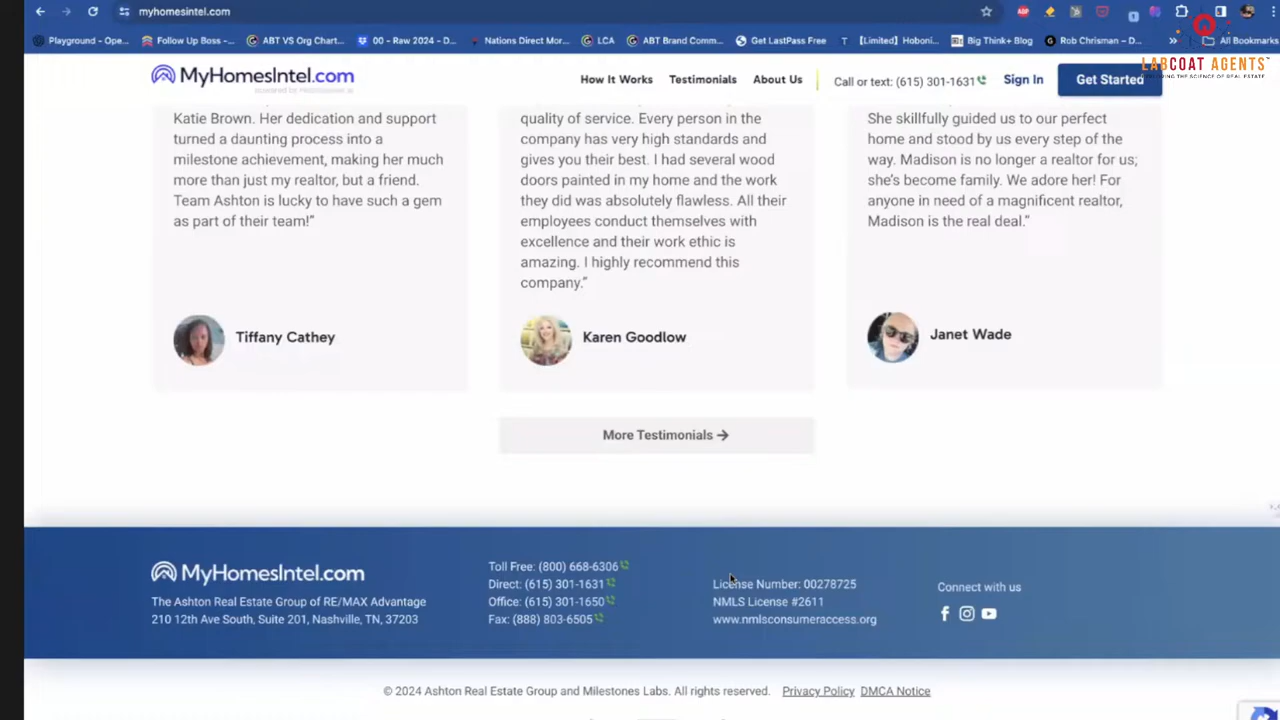 myhomesintel.com
Playground - Ope...
Follow Up Boss -...
ABT VS Org Chart...
00 - Raw 2024 - D...
Nations Direct Mor...
LCA
ABT Brand Comm...
Get LastPass Free
[Limited] Hoboni...
Big Think+ Blog
Rob Chrisman – D...
»
All Bookmarks
LABCOAT AGENTS
EXPLORING THE SCIENCE OF REAL ESTATE
MyHomesIntel.com
How It Works
Testimonials
About Us
Call or text: (615) 301-1631
Sign In
Get Started
Katie Brown. Her dedication and support
turned a daunting process into a
milestone achievement, making her much
more than just my realtor, but a friend.
Team Ashton is lucky to have such a gem
as part of their team!”
Tiffany Cathey
quality of service. Every person in the
company has very high standards and
gives you their best. I had several wood
doors painted in my home and the work
they did was absolutely flawless. All their
employees conduct themselves with
excellence and their work ethic is
amazing. I highly recommend this
company.”
Karen Goodlow
She skillfully guided us to our perfect
home and stood by us every step of the
way. Madison is no longer a realtor for us;
she’s become family. We adore her! For
anyone in need of a magnificent realtor,
Madison is the real deal.”
Janet Wade
More Testimonials →
MyHomesIntel.com
The Ashton Real Estate Group of RE/MAX Advantage
210 12th Ave South, Suite 201, Nashville, TN, 37203
Toll Free: (800) 668-6306
Direct: (615) 301-1631
Office: (615) 301-1650
Fax: (888) 803-6505
License Number: 00278725
NMLS License #2611
www.nmlsconsumeraccess.org
Connect with us
© 2024 Ashton Real Estate Group and Milestones Labs. All rights reserved.
Privacy Policy
DMCA Notice